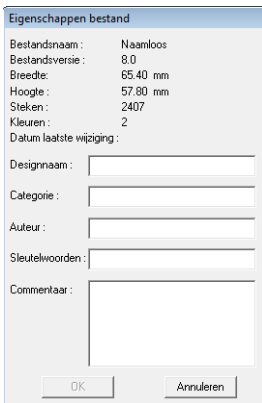 Eigenschappen bestand
Bestandsnaam : Naamloos
Bestandsversie : 8.0
Breedte: 65.40 mm
Hoogte : 57.80 mm
Steken : 2407
Kleuren : 2
Datum laatste wijziging :
Designnaam :
Categorie :
Auteur :
Sleutelwoorden :
Commentaar :
OK Annuleren